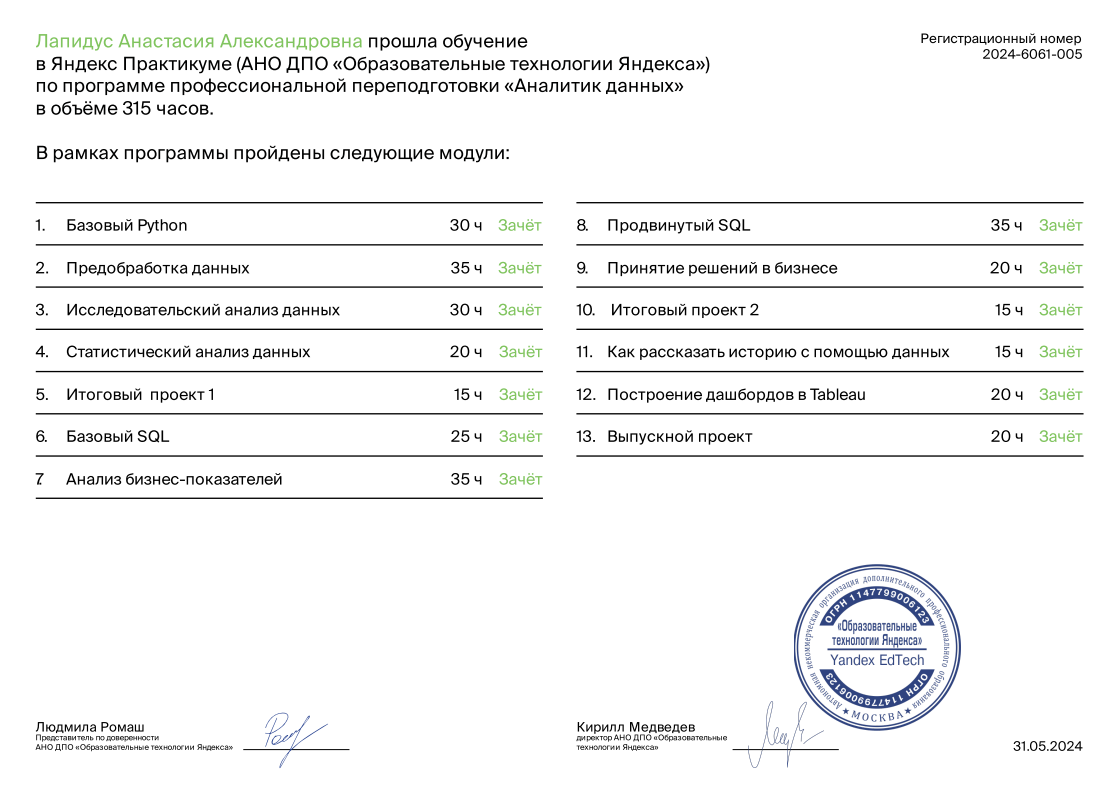 Лапидус Анастасия Александровна прошла обучение
в Яндекс Практикуме (АНО ДПО «Образовательные технологии Яндекса»)
по программе профессиональной переподготовки «Аналитик данных»
в объёме 315 часов.
Регистрационный номер
2024-6061-005
В рамках программы пройдены следующие модули:
1. Базовый Python 30 ч Зачёт
2. Предобработка данных 35 ч Зачёт
3. Исследовательский анализ данных 30 ч Зачёт
4. Статистический анализ данных 20 ч Зачёт
5. Итоговый проект 1 15 ч Зачёт
6. Базовый SQL 25 ч Зачёт
7. Анализ бизнес-показателей 35 ч Зачёт
8. Продвинутый SQL 35 ч Зачёт
9. Принятие решений в бизнесе 20 ч Зачёт
10. Итоговый проект 2 15 ч Зачёт
11. Как рассказать историю с помощью данных 15 ч Зачёт
12. Построение дашбордов в Tableau 20 ч Зачёт
13. Выпускной проект 20 ч Зачёт
Автономная некоммерческая организация дополнительного профессионального образования
ОГРН 1147799006123
«Образовательные
технологии Яндекса»
Yandex EdTech
ОГРН 1147799006123
МОСКВА
Людмила Ромаш
Представитель по доверенности
АНО ДПО «Образовательные технологии Яндекса»
Кирилл Медведев
директор АНО ДПО «Образовательные
технологии Яндекса»
31.05.2024